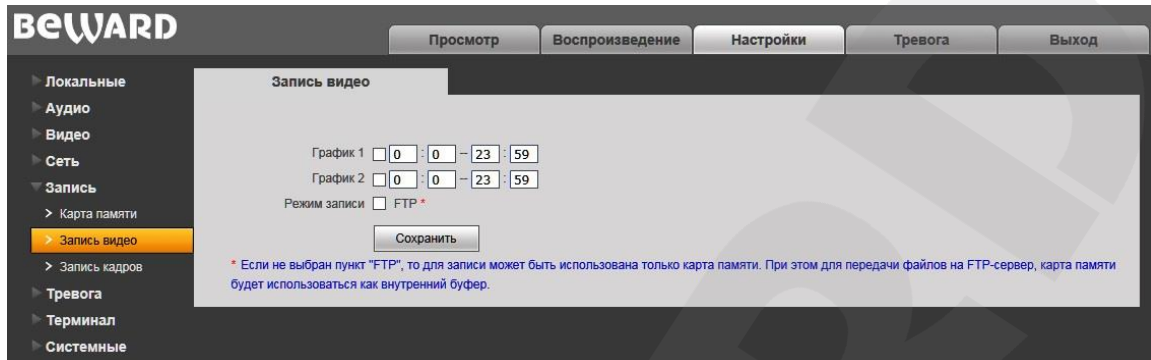 BEWARD
Просмотр Воспроизведение Настройки Тревога Выход
Локальные
Аудио
Видео
Сеть
Запись
> Карта памяти
> Запись видео
> Запись кадров
Тревога
Терминал
Системные
Запись видео
График 1 0 : 0 – 23 : 59
График 2 0 : 0 – 23 : 59
Режим записи FTP *
Сохранить
* Если не выбран пункт "FTP", то для записи может быть использована только карта памяти. При этом для передачи файлов на FTP-сервер, карта памяти
будет использоваться как внутренний буфер.